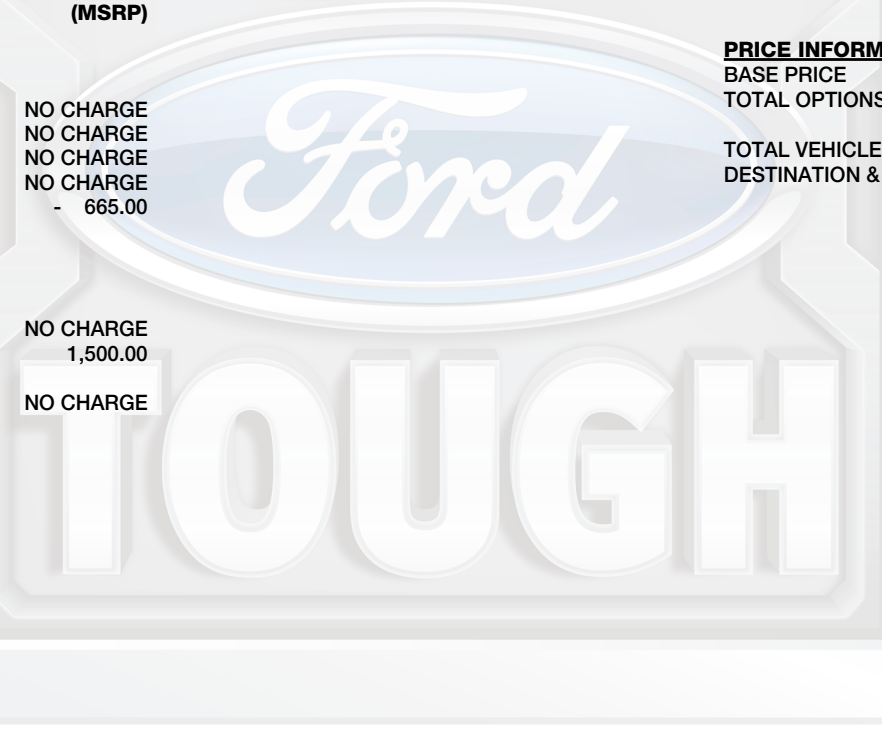 (MSRP)
NO CHARGE
NO CHARGE
NO CHARGE
NO CHARGE
- 665.00
NO CHARGE
1,500.00
NO CHARGE
PRICE INFORM
BASE PRICE
TOTAL OPTIONS
TOTAL VEHICLE
DESTINATION &
Ford
TOUGH